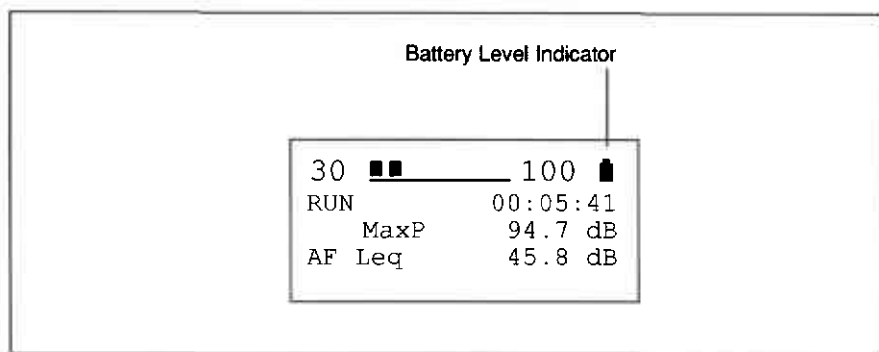 Battery Level Indicator
30 100
RUN 00:05:41
MaxP 94.7 dB
AF Leq 45.8 dB